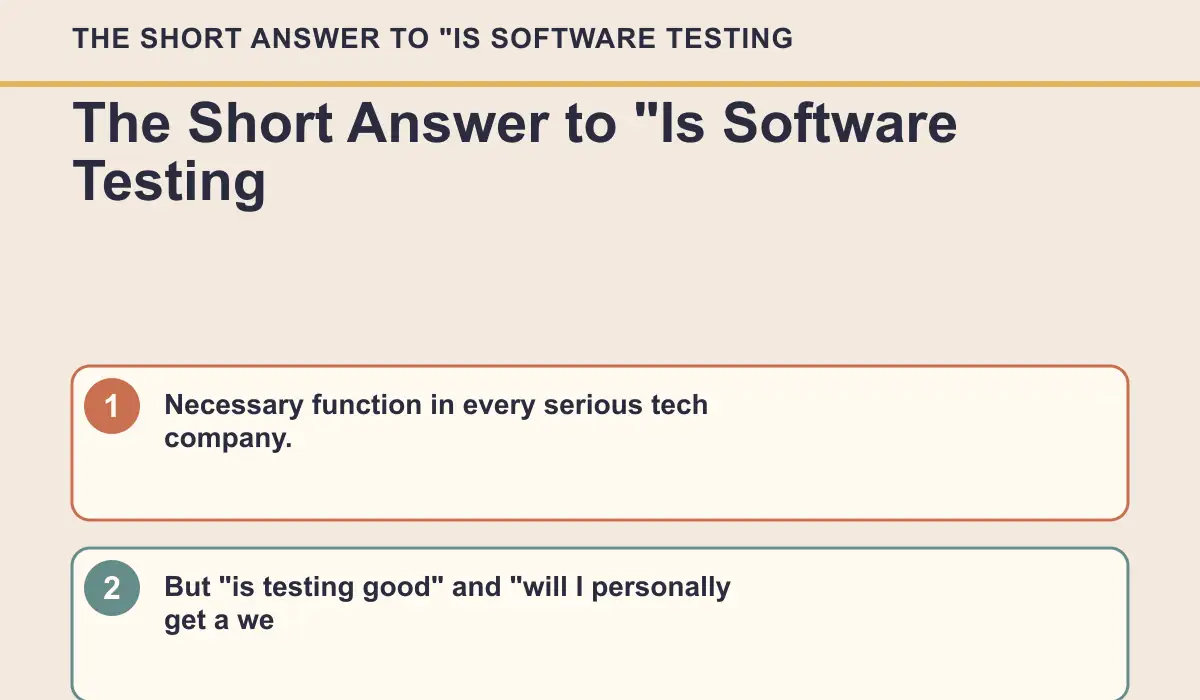 THE SHORT ANSWER TO "IS SOFTWARE TESTING
The Short Answer to "Is Software
Testing
1
Necessary function in every serious tech
company.
2
But "is testing good" and "will I personally
get a we